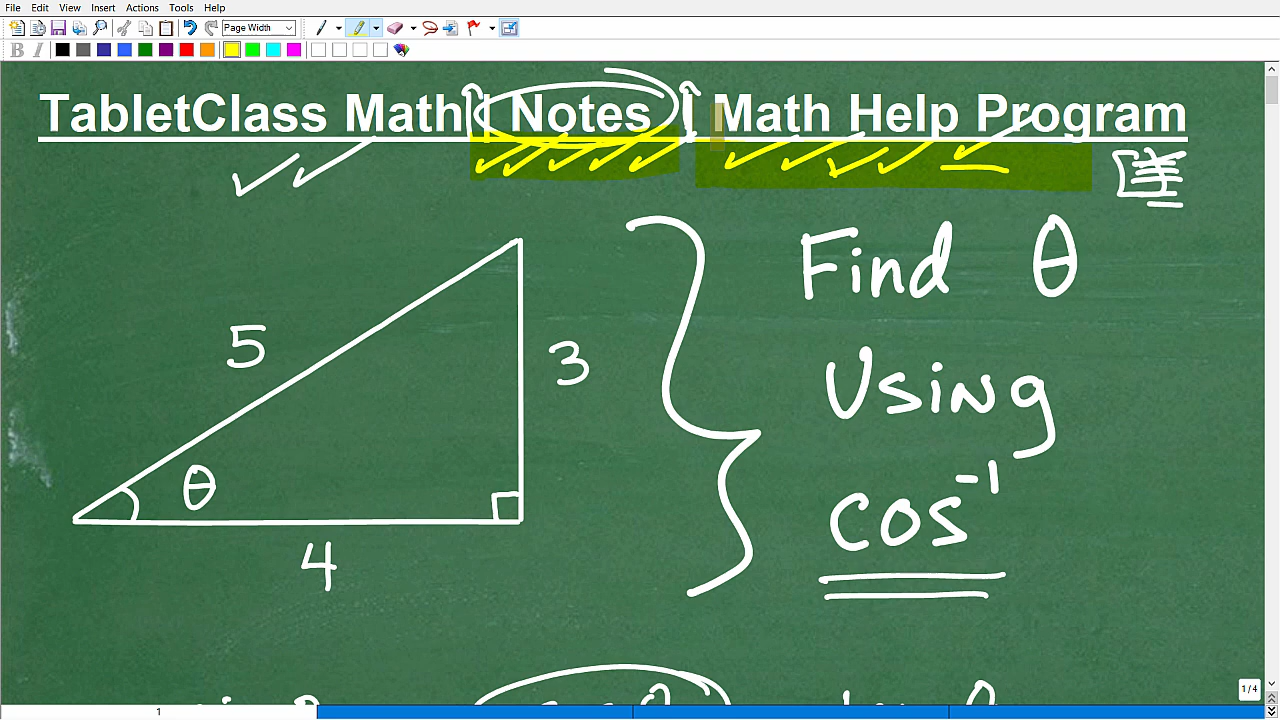 File Edit View Insert Actions Tools Help
Page Width
B I
TabletClass Math | Notes | Math Help Program
Find θ
5
3
Using
θ
cos⁻¹
4
1/4
1